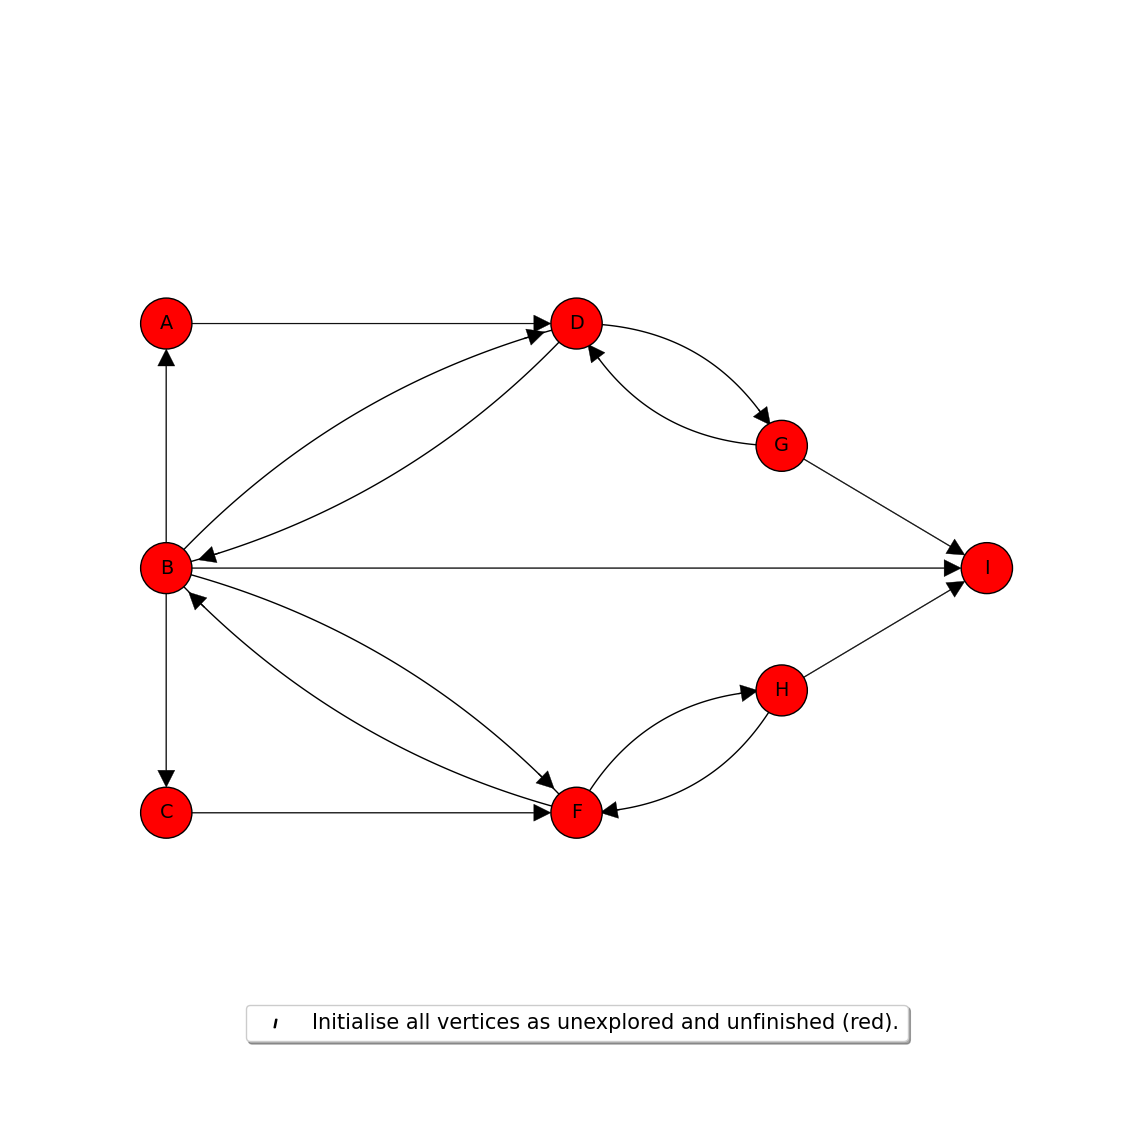 A
D
G
B
I
H
C
F
Initialise all vertices as unexplored and unfinished (red).